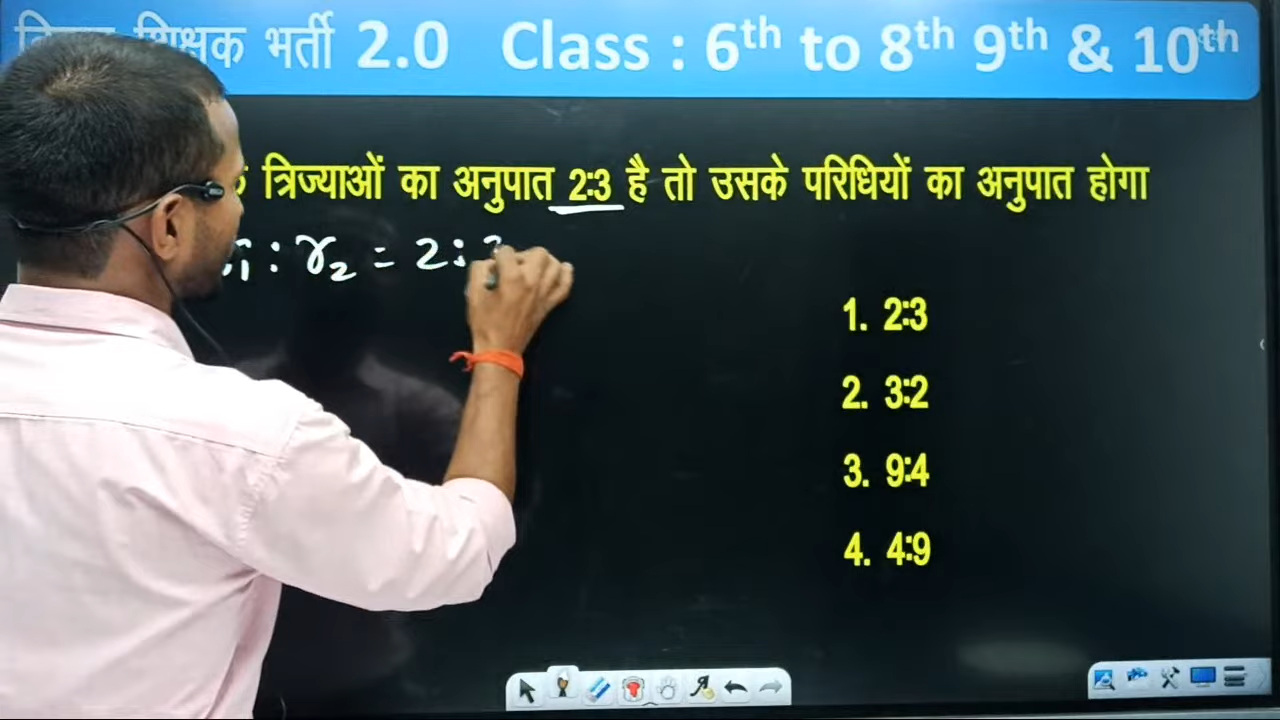 शिक्षक भर्ती 2.0 Class : 6th to 8th 9th & 10th
त्रिज्याओं का अनुपात 2:3 है तो उसके परिधियों का अनुपात होगा
: r2 = 2:
1. 2:3
2. 3:2
3. 9:4
4. 4:9